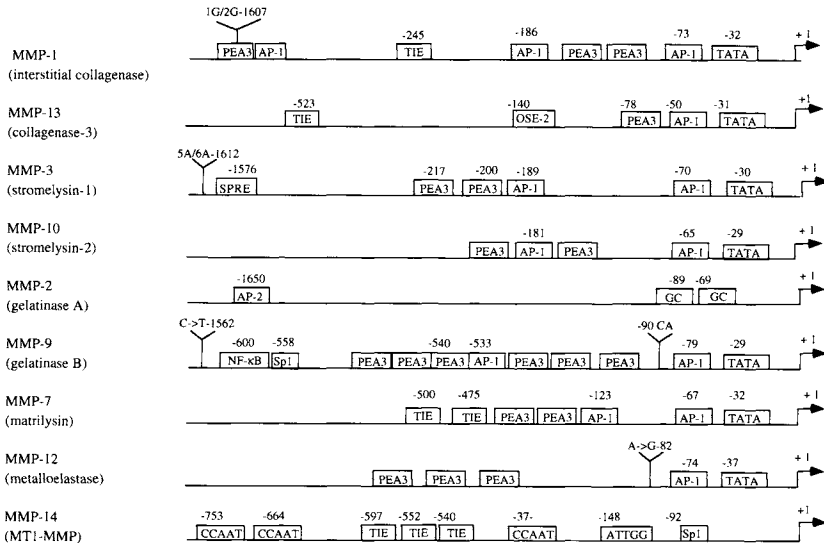 1G/2G-1607
-245 -186 -73 -32 +1
MMP-1 PEA3 AP-1 TIE AP-1 PEA3 PEA3 AP-1 TATA
(interstitial collagenase)
-523 -140 -78 -50 -31 +1
MMP-13 TIE OSE-2 PEA3 AP-1 TATA
(collagenase-3)
5A/6A-1612
-1576 -217 -200 -189 -70 -30 +1
MMP-3 SPRE PEA3 PEA3 AP-1 AP-1 TATA
(stromelysin-1)
-181 -65 -29 +1
MMP-10 PEA3 AP-1 PEA3 AP-1 TATA
(stromelysin-2)
-1650 -89 -69 +1
MMP-2 AP-2 GC GC
(gelatinase A)
C->T-1562 -90 CA
-600 -558 -540 -533 -79 -29 +1
MMP-9 NF-κB Sp1 PEA3 PEA3 PEA3 AP-1 PEA3 PEA3 PEA3 AP-1 TATA
(gelatinase B)
-500 -475 -123 -67 -32 +1
MMP-7 TIE TIE PEA3 PEA3 AP-1 AP-1 TATA
(matrilysin)
A->G-82
-74 -37 +1
MMP-12 PEA3 PEA3 PEA3 AP-1 TATA
(metalloelastase)
-753 -664 -597 -552 -540 -37- -148 -92 +1
MMP-14 CCAAT CCAAT TIE TIE TIE CCAAT ATTGG Sp1
(MT1-MMP)